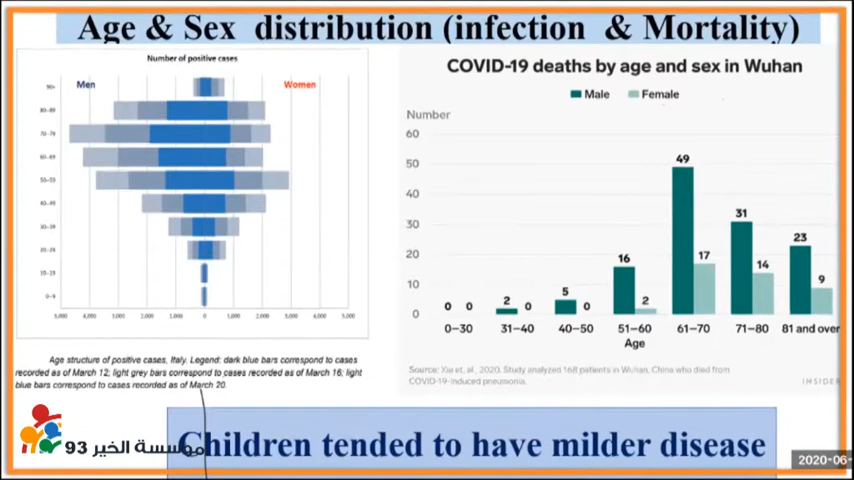 Age & Sex distribution (infection & Mortality)
Number of positive cases
Men
Women
90+
80-89
70-79
60-69
50-59
40-49
30-39
20-29
10-19
0-9
5,000 4,000 3,000 2,000 1,000 0 1,000 2,000 3,000 4,000 5,000
Age structure of positive cases, Italy. Legend: dark blue bars correspond to cases
recorded as of March 12; light grey bars correspond to cases recorded as of March 16; light
blue bars correspond to cases recorded as of March 20.
COVID-19 deaths by age and sex in Wuhan
Male Female
Number
60
50
40
30
20
10
0
0 0 2 0 5 0 16 2 49 17 31 14 23 9
0–30 31–40 40–50 51–60 61–70 71–80 81 and over
Age
Source: Xie et. al., 2020. Study analyzed 168 patients in Wuhan, China who died from
COVID-19-induced pneumonia.
INSIDER
Children tended to have milder disease
مؤسسة الخير 93
2020-06-